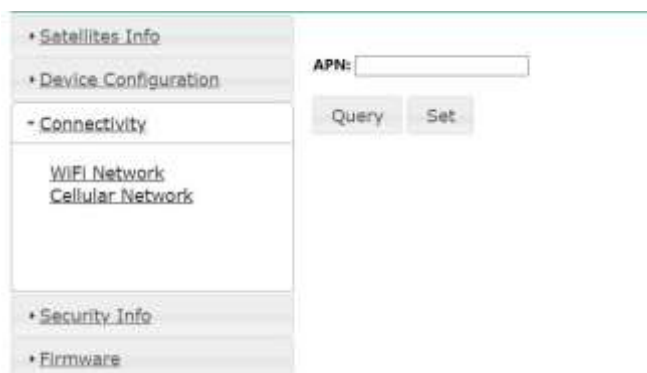 Satellites Info
Device Configuration
Connectivity
WiFi Network
Cellular Network
Security Info
Firmware
APN:
Query Set